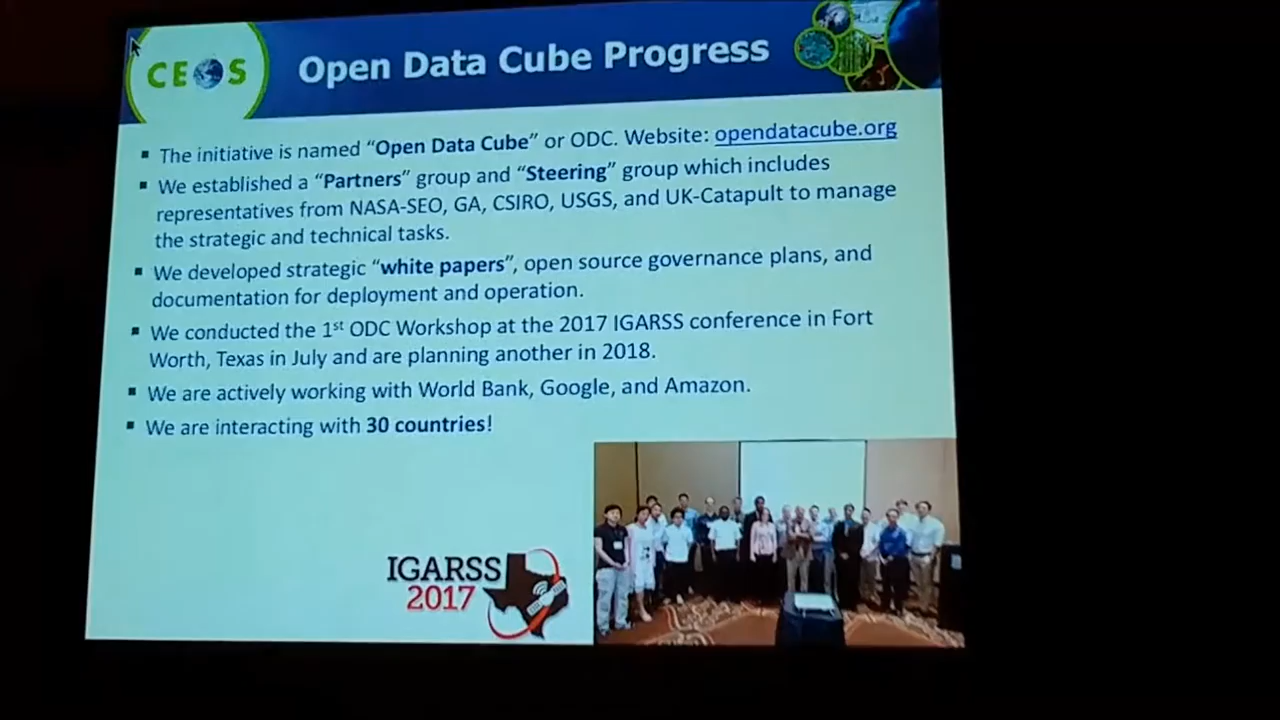 CEOS
Open Data Cube Progress
▪ The initiative is named “Open Data Cube” or ODC. Website: opendatacube.org
▪ We established a “Partners” group and “Steering” group which includes
representatives from NASA-SEO, GA, CSIRO, USGS, and UK-Catapult to manage
the strategic and technical tasks.
▪ We developed strategic “white papers”, open source governance plans, and
documentation for deployment and operation.
▪ We conducted the 1st ODC Workshop at the 2017 IGARSS conference in Fort
Worth, Texas in July and are planning another in 2018.
▪ We are actively working with World Bank, Google, and Amazon.
▪ We are interacting with 30 countries!
IGARSS
2017